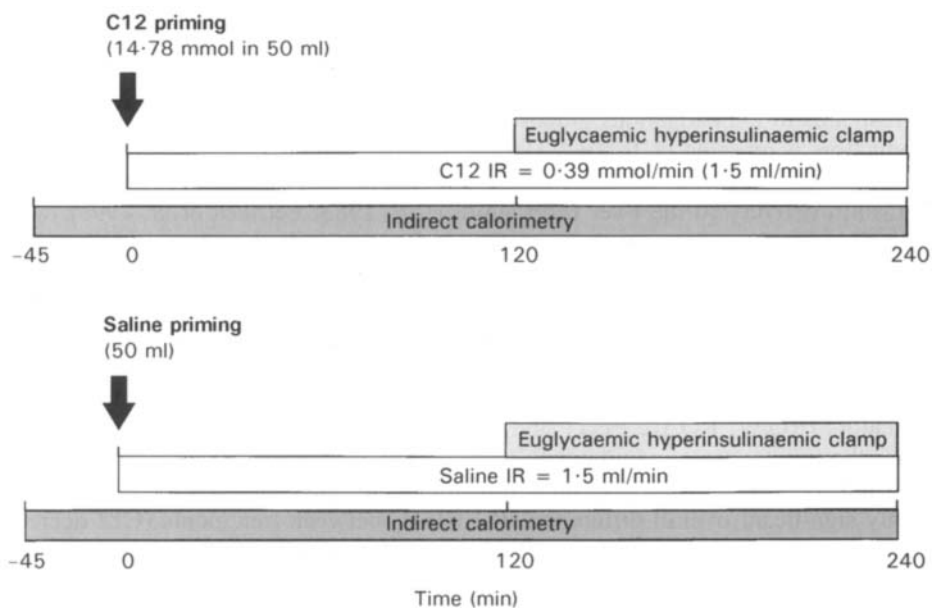 C12 priming
(14·78 mmol in 50 ml)
Euglycaemic hyperinsulinaemic clamp
C12 IR = 0·39 mmol/min (1·5 ml/min)
Indirect calorimetry
-45 0 120 240
Saline priming
(50 ml)
Euglycaemic hyperinsulinaemic clamp
Saline IR = 1·5 ml/min
Indirect calorimetry
-45 0 120 240
Time (min)